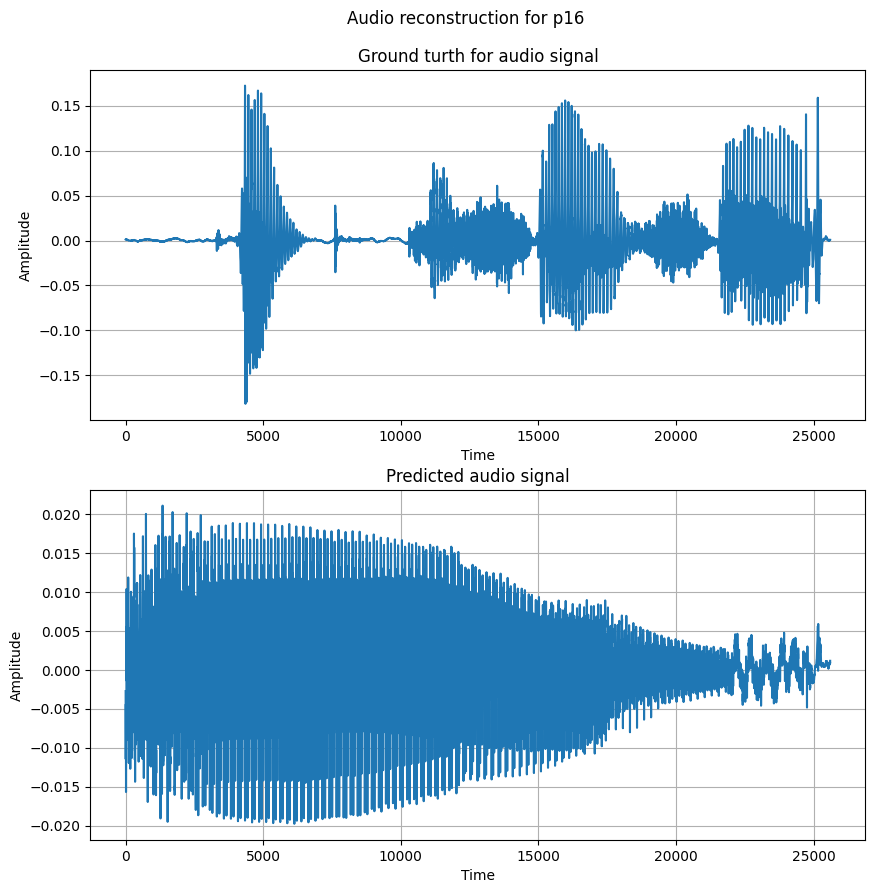 Audio reconstruction for p16
Ground turth for audio signal
0.15
0.10
0.05
0.00
−0.05
−0.10
−0.15
Amplitude
0 5000 10000 15000 20000 25000
Time
Predicted audio signal
0.020
0.015
0.010
0.005
0.000
−0.005
−0.010
−0.015
−0.020
Amplitude
0 5000 10000 15000 20000 25000
Time